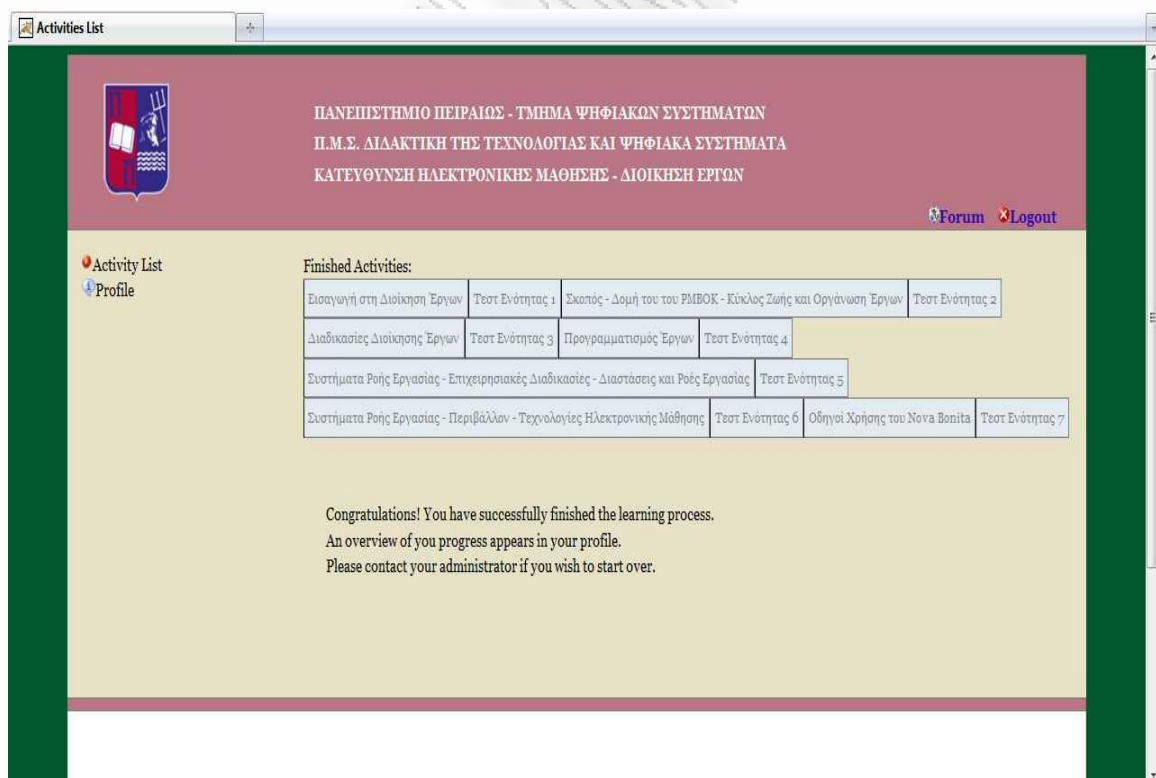 Activities List
ΠΑΝΕΠΙΣΤΗΜΙΟ ΠΕΙΡΑΙΩΣ - ΤΜΗΜΑ ΨΗΦΙΑΚΩΝ ΣΥΣΤΗΜΑΤΩΝ
Π.Μ.Σ. ΔΙΔΑΚΤΙΚΗ ΤΗΣ ΤΕΧΝΟΛΟΓΙΑΣ ΚΑΙ ΨΗΦΙΑΚΑ ΣΥΣΤΗΜΑΤΑ
ΚΑΤΕΥΘΥΝΣΗ ΗΛΕΚΤΡΟΝΙΚΗΣ ΜΑΘΗΣΗΣ - ΔΙΟΙΚΗΣΗ ΕΡΓΩΝ
Forum Logout
Activity List
Profile
Finished Activities:
Εισαγωγή στη Διοίκηση Έργων Τεστ Ενότητας 1 Σκοπός - Δομή του του PMBOK - Κύκλος Ζωής και Οργάνωση Έργων Τεστ Ενότητας 2
Διαδικασίες Διοίκησης Έργων Τεστ Ενότητας 3 Προγραμματισμός Έργων Τεστ Ενότητας 4
Συστήματα Ροής Εργασίας - Επιχειρησιακές Διαδικασίες - Διαστάσεις και Ροές Εργασίας Τεστ Ενότητας 5
Συστήματα Ροής Εργασίας - Περιβάλλον - Τεχνολογίες Ηλεκτρονικής Μάθησης Τεστ Ενότητας 6 Οδηγοί Χρήσης του Nova Bonita Τεστ Ενότητας 7
Congratulations! You have successfully finished the learning process.
An overview of you progress appears in your profile.
Please contact your administrator if you wish to start over.